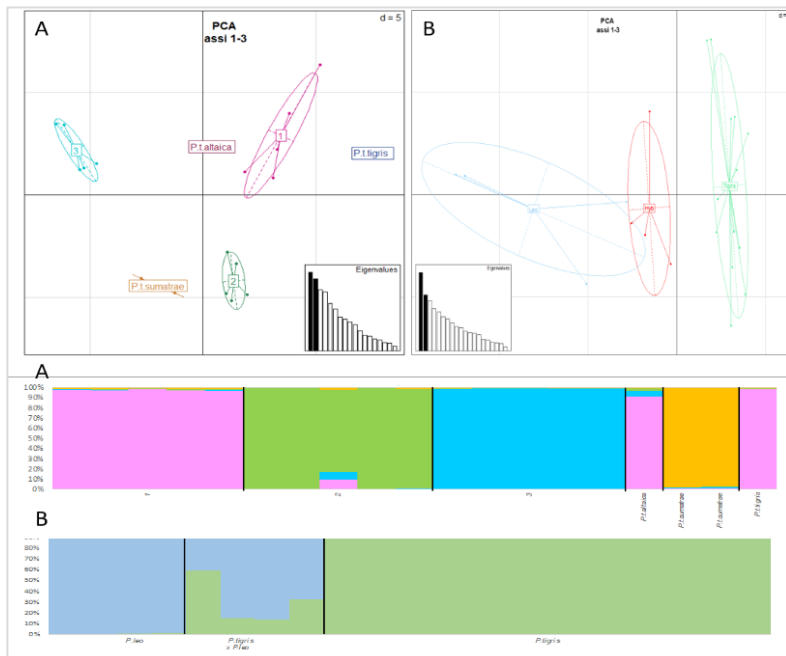 A
PCA
assi 1-3
d = 5
3
1
P.t.altaica
P.t.tigris
2
P.t.sumatrae
Eigenvalues
B
PCA
assi 1-3
d=
Hyb
Eigenvalues
A
100%
90%
80%
70%
60%
50%
40%
30%
20%
10%
0%
1
2
3
P.t.altaica
P.t.sumatrae
P.t.sumatrae
P.t.tigris
B
80%
70%
60%
50%
40%
30%
20%
10%
0%
P.leo
P.tigris
x P.leo
P.tigris